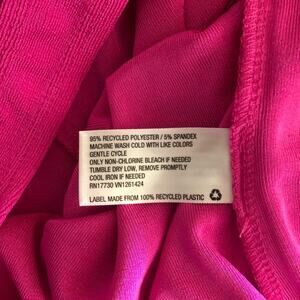 95% RECYCLED POLYESTER / 5% SPANDEX
MACHINE WASH COLD WITH LIKE COLORS
GENTLE CYCLE
ONLY NON-CHLORINE BLEACH IF NEEDED
TUMBLE DRY LOW, REMOVE PROMPTLY
COOL IRON IF NEEDED
RN17730 VN1261424
LABEL MADE FROM 100% RECYCLED PLASTIC